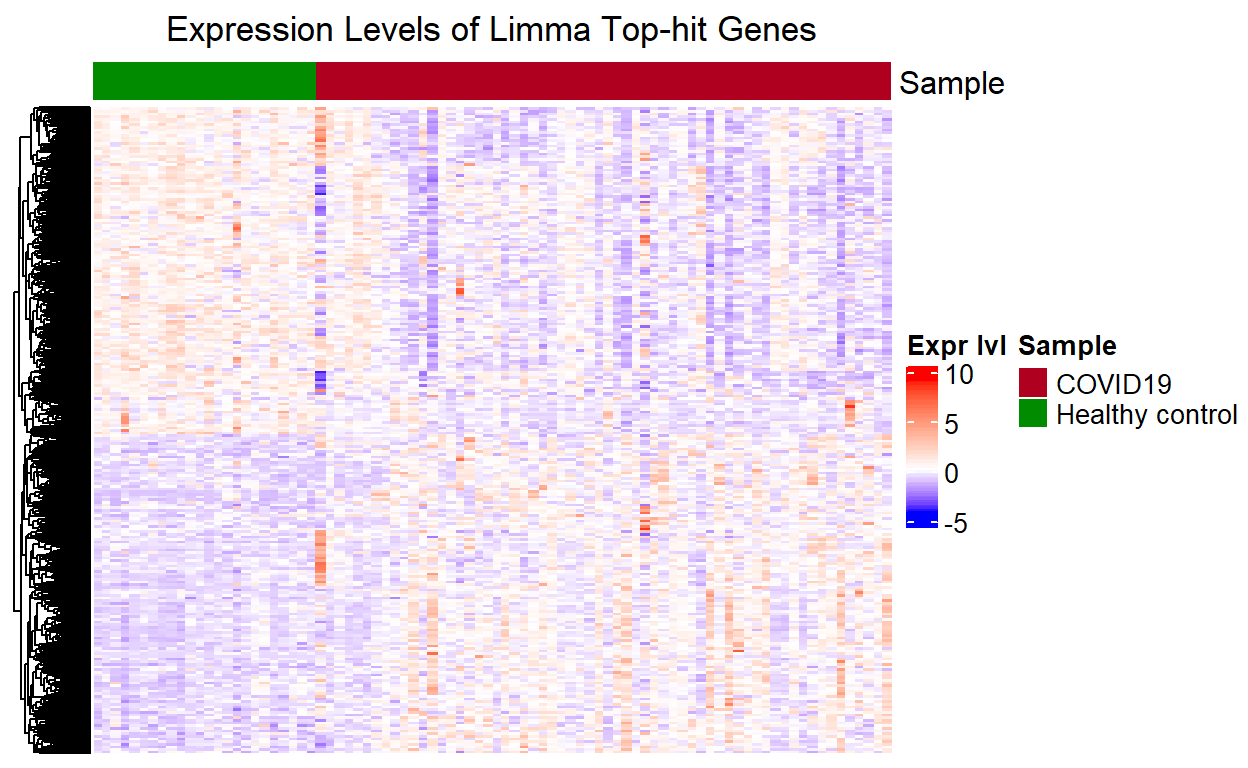 Expression Levels of Limma Top-hit Genes
Sample
Expr lvl
10
5
0
-5
Sample
COVID19
Healthy control